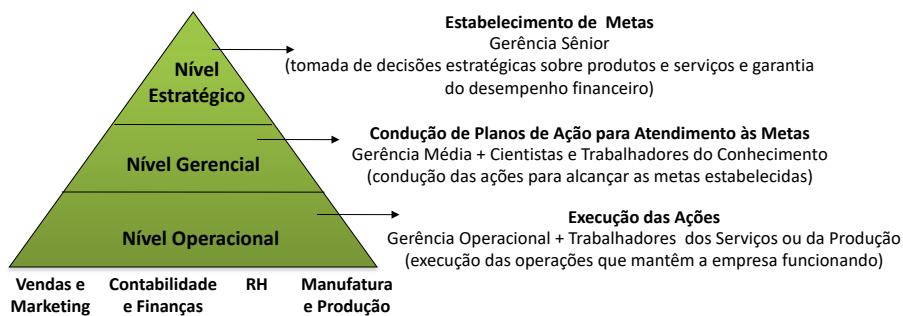 Estabelecimento de Metas
Gerência Sênior
(tomada de decisões estratégicas sobre produtos e serviços e garantia
do desempenho financeiro)
Nível
Estratégico
Condução de Planos de Ação para Atendimento às Metas
Gerência Média + Cientistas e Trabalhadores do Conhecimento
(condução das ações para alcançar as metas estabelecidas)
Nível Gerencial
Execução das Ações
Gerência Operacional + Trabalhadores dos Serviços ou da Produção
(execução das operações que mantêm a empresa funcionando)
Nível Operacional
Vendas e
Marketing
Contabilidade
e Finanças
RH
Manufatura
e Produção